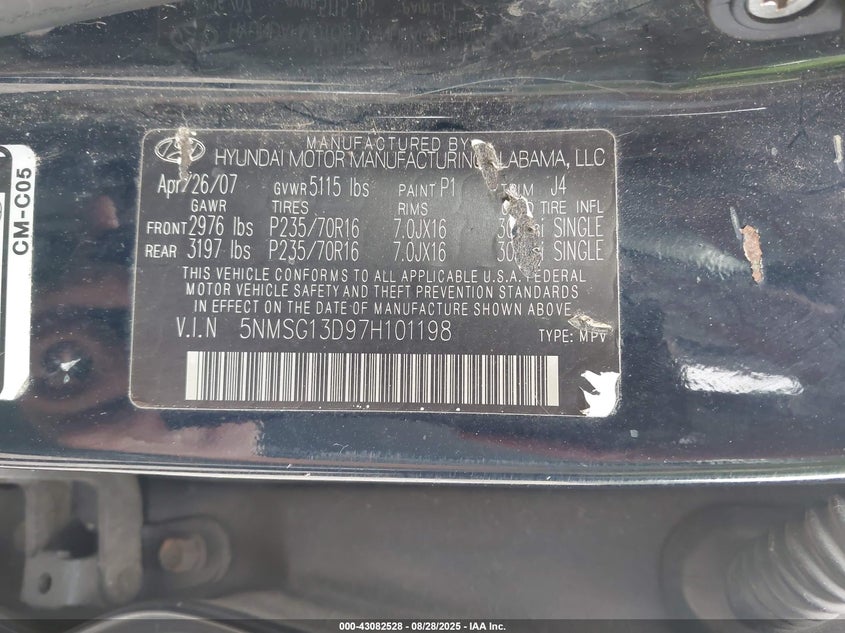 MANUFACTURED BY
HYUNDAI MOTOR MANUFACTURING ALABAMA, LLC
Apr/26/07 GVWR 5115 lbs PAINT P1 TRIM J4
GAWR TIRES RIMS COLD TIRE INFL
FRONT 2976 lbs P235/70R16 7.0JX16 SINGLE
REAR 3197 lbs P235/70R16 7.0JX16 SINGLE
THIS VEHICLE CONFORMS TO ALL APPLICABLE U.S.A. FEDERAL
MOTOR VEHICLE SAFETY AND THEFT PREVENTION STANDARDS
IN EFFECT ON THE DATE OF MANUFACTURE SHOWN ABOVE.
V.I.N 5NMSG13D97H101198 TYPE: MPV
CM-C05
000-43082528 - 08/28/2025 - IAA Inc.